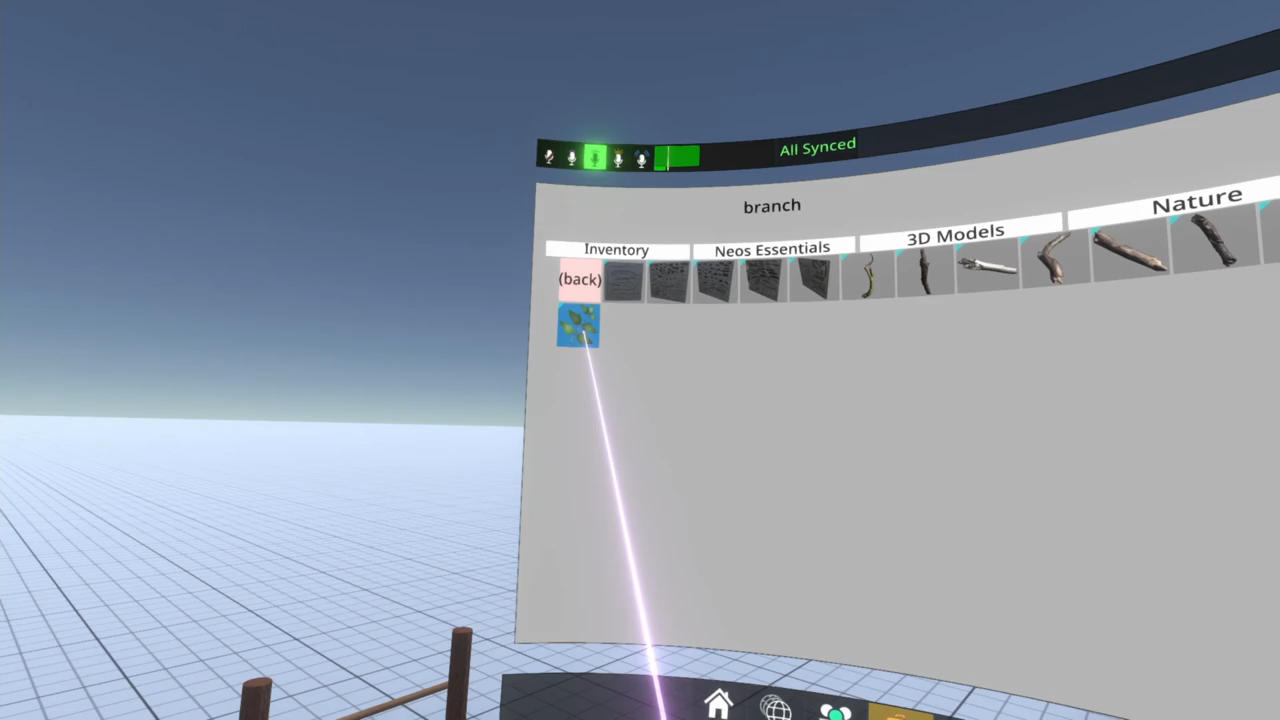 All Synced
branch
Inventory
Neos Essentials
3D Models
Nature
(back)